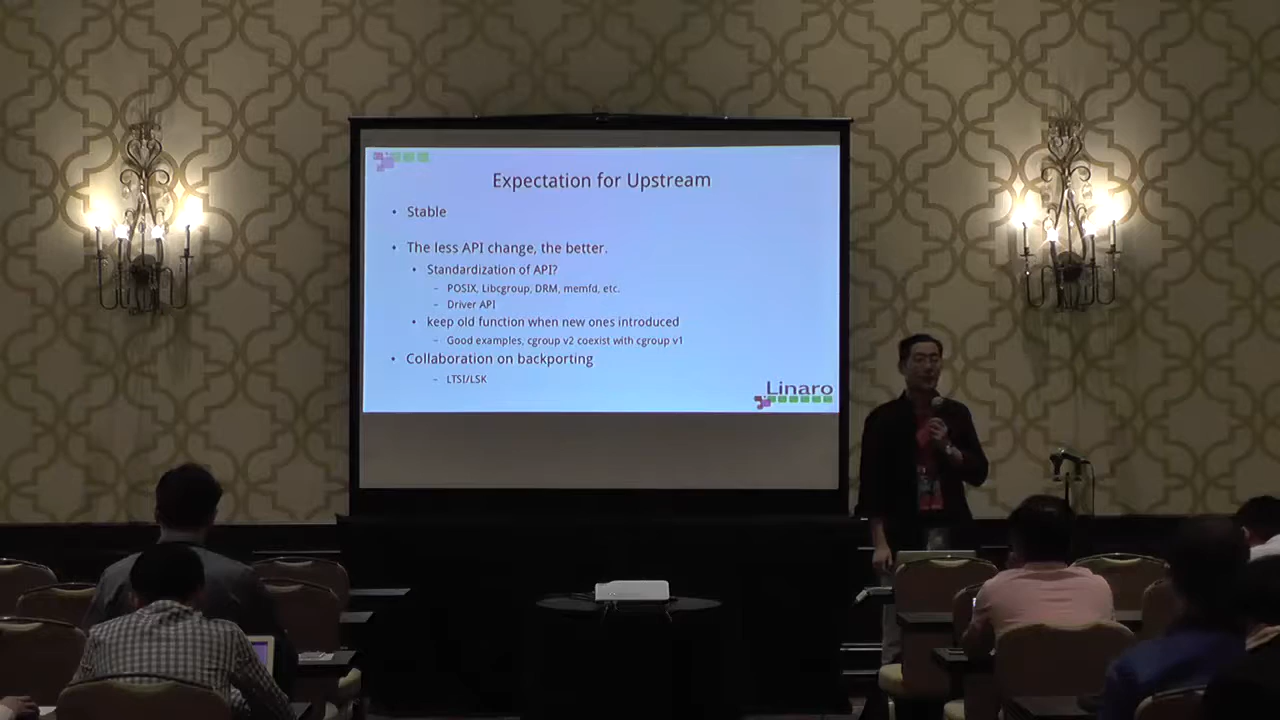 Expectation for Upstream
• Stable
• The less API change, the better.
• Standardization of API?
– POSIX, Libcgroup, DRM, memfd, etc.
– Driver API
• keep old function when new ones introduced
– Good examples, cgroup v2 coexist with cgroup v1
• Collaboration on backporting
– LTSI/LSK
Linaro